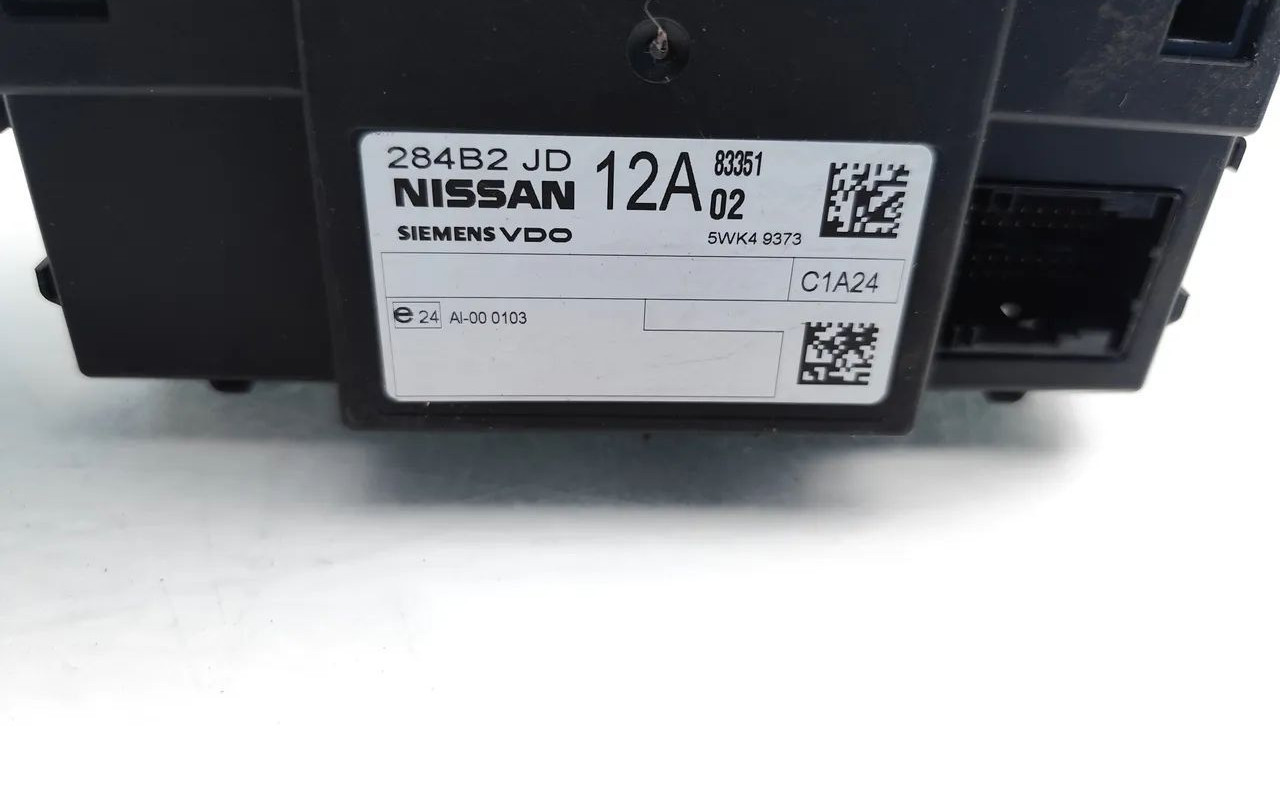 284B2 JD 12A 83351
NISSAN 02
SIEMENS VDO 5WK4 9373
C1A24
e 24 AI-00 0103